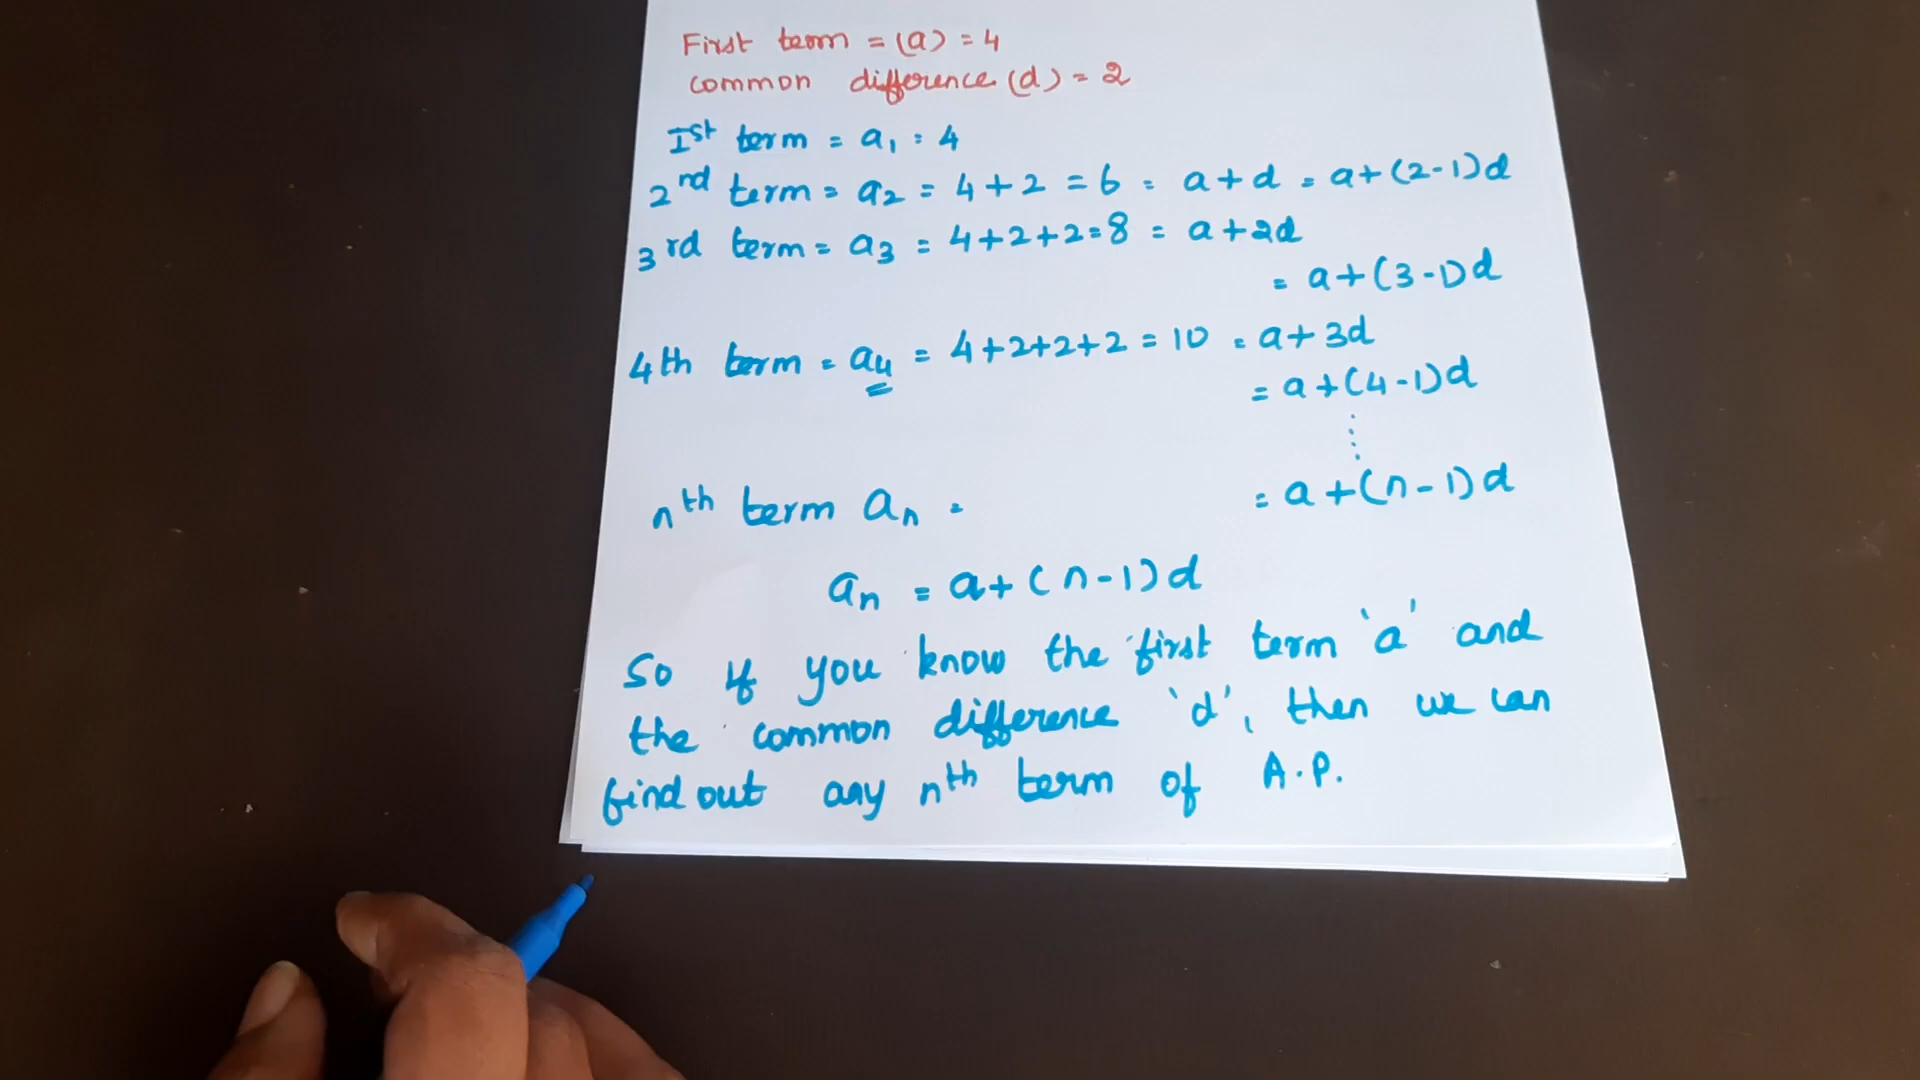 First term = (a) = 4
common difference (d) = 2
Ist term = a₁ = 4
2nd term = a₂ = 4+2 = 6 = a+d = a+(2-1)d
3rd term = a₃ = 4+2+2=8 = a+2d
= a+(3-1)d
4th term = a₄ = 4+2+2+2 = 10 = a+3d
= a+(4-1)d
⋮
nth term aₙ = = a+(n-1)d
aₙ = a+(n-1)d
So if you know the first term 'a' and
the common difference 'd', then we can
find out any nth term of A.P.